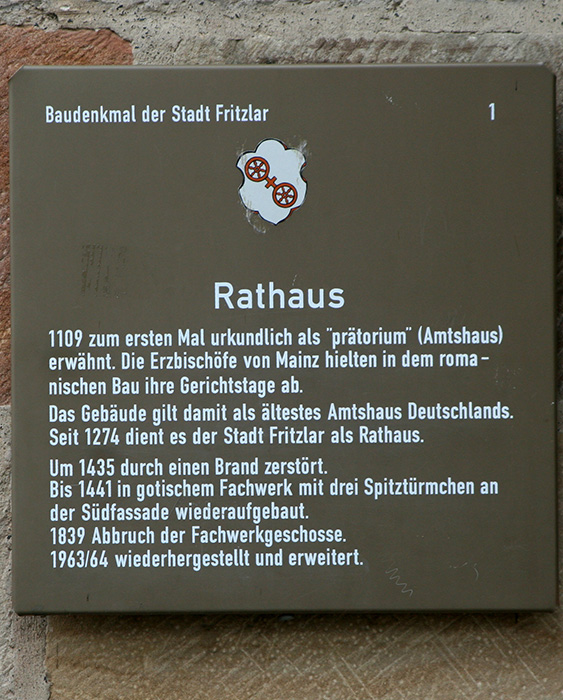 Baudenkmal der Stadt Fritzlar 1
Rathaus
1109 zum ersten Mal urkundlich als "prätorium" (Amtshaus)
erwähnt. Die Erzbischöfe von Mainz hielten in dem roma-
nischen Bau ihre Gerichtstage ab.
Das Gebäude gilt damit als ältestes Amtshaus Deutschlands.
Seit 1274 dient es der Stadt Fritzlar als Rathaus.
Um 1435 durch einen Brand zerstört.
Bis 1441 in gotischem Fachwerk mit drei Spitztürmchen an
der Südfassade wiederaufgebaut.
1839 Abbruch der Fachwerkgeschosse.
1963/64 wiederhergestellt und erweitert.